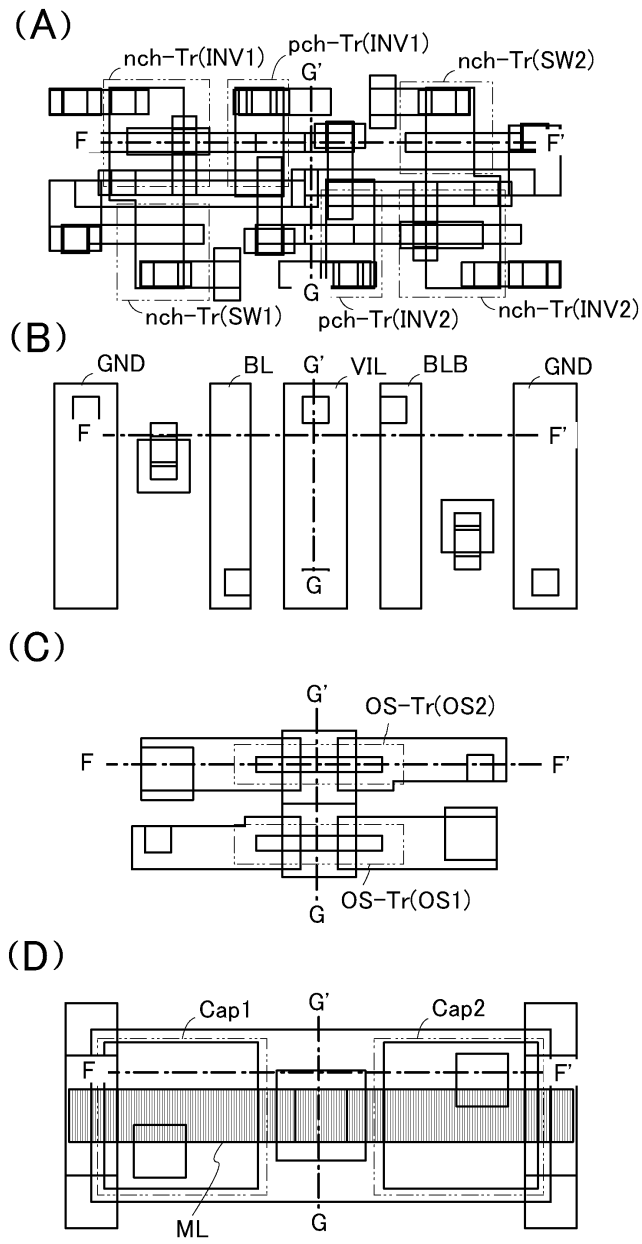 (A)
nch-Tr(INV1) pch-Tr(INV1) nch-Tr(SW2)
G'
F F'
G
nch-Tr(SW1) pch-Tr(INV2) nch-Tr(INV2)
(B)
GND BL G' VIL BLB GND
F F'
G
(C)
G' OS-Tr(OS2)
F F'
OS-Tr(OS1)
G
(D)
Cap1 G' Cap2
F F'
ML G